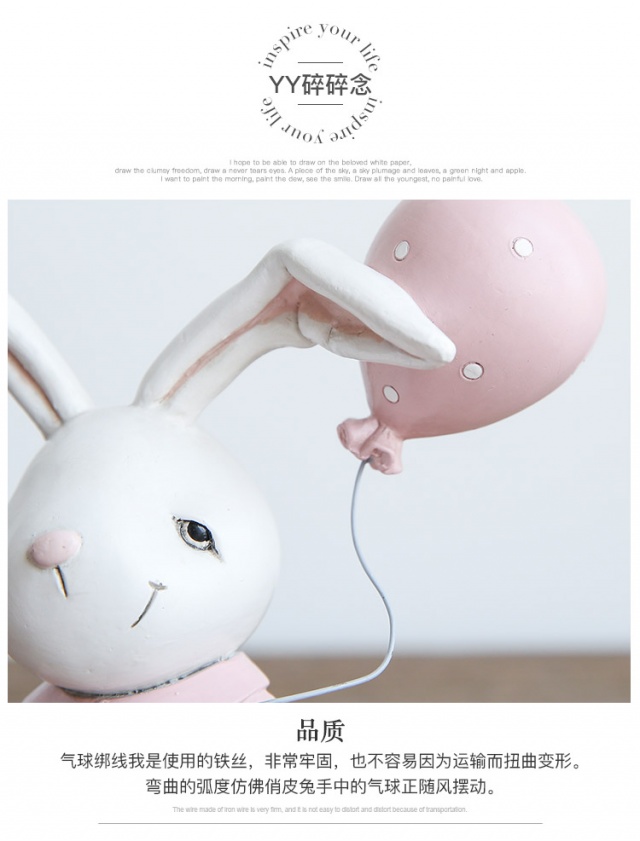 inspire your life
YY碎碎念
inspire your life
inspire your life
I hope to be able to draw on the beloved white paper,
draw the clumsy freedom, draw a never tears eyes. A piece of the sky, a sky plumage and leaves, a green night and apple.
I want to paint the morning, paint the dew, see the smile. Draw all the youngest, no painful love.
品质
气球绑线我是使用的铁丝，非常牢固，也不容易因为运输而扭曲变形。
弯曲的弧度仿佛俏皮兔手中的气球正随风摆动。
The wire made of iron wire is very firm, and it is not easy to distort and distort because of transportation.